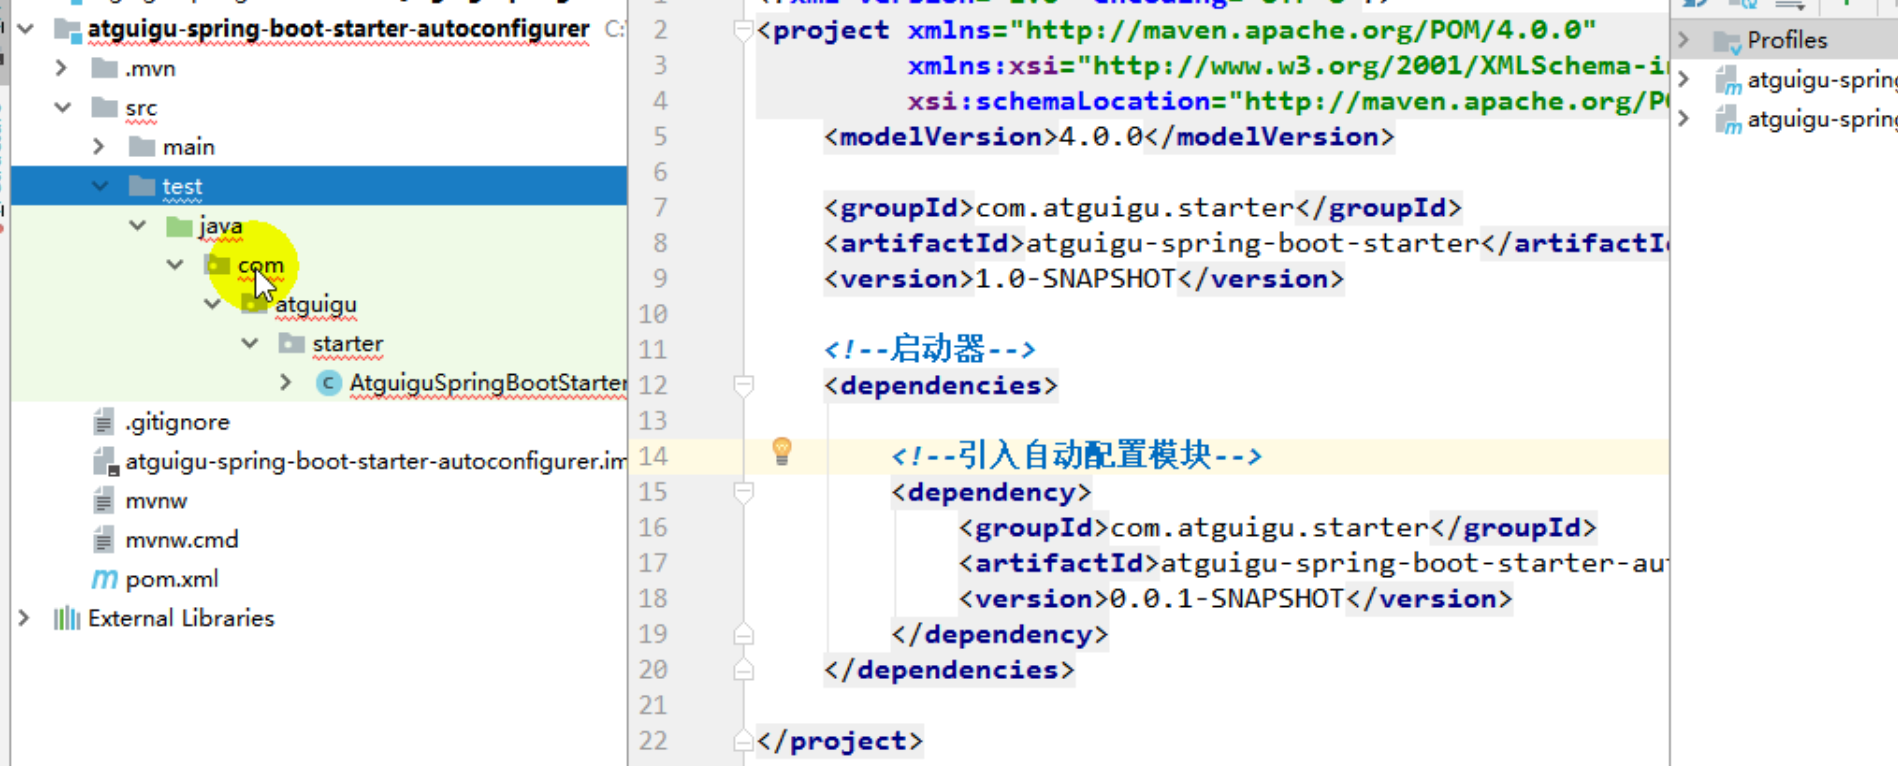 atguigu-spring-boot-starter-autoconfigurer C:
.mvn
src
main
test
java
com
atguigu
starter
AtguiguSpringBootStarter
.gitignore
atguigu-spring-boot-starter-autoconfigurer.im
mvnw
mvnw.cmd
pom.xml
External Libraries
2 <project xmlns="http://maven.apache.org/POM/4.0.0"
3 xmlns:xsi="http://www.w3.org/2001/XMLSchema-in
4 xsi:schemaLocation="http://maven.apache.org/PO
5 <modelVersion>4.0.0</modelVersion>
6
7 <groupId>com.atguigu.starter</groupId>
8 <artifactId>atguigu-spring-boot-starter</artifactId
9 <version>1.0-SNAPSHOT</version>
10
11 <!--启动器-->
12 <dependencies>
13
14 <!--引入自动配置模块-->
15 <dependency>
16 <groupId>com.atguigu.starter</groupId>
17 <artifactId>atguigu-spring-boot-starter-aut
18 <version>0.0.1-SNAPSHOT</version>
19 </dependency>
20 </dependencies>
21
22 </project>
Profiles
atguigu-spring
atguigu-spring